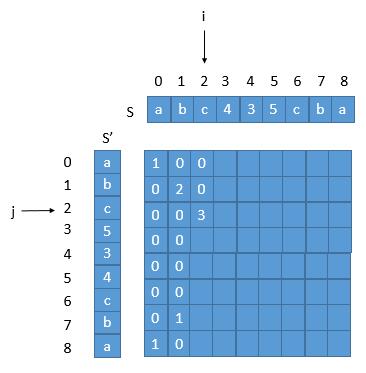 i
0 1 2 3 4 5 6 7 8
S a b c 4 3 5 c b a
S'
0 a 1 0 0
1 b 0 2 0
j 2 c 0 0 3
3 5 0 0
4 3 0 0
5 4 0 0
6 c 0 0
7 b 0 1
8 a 1 0